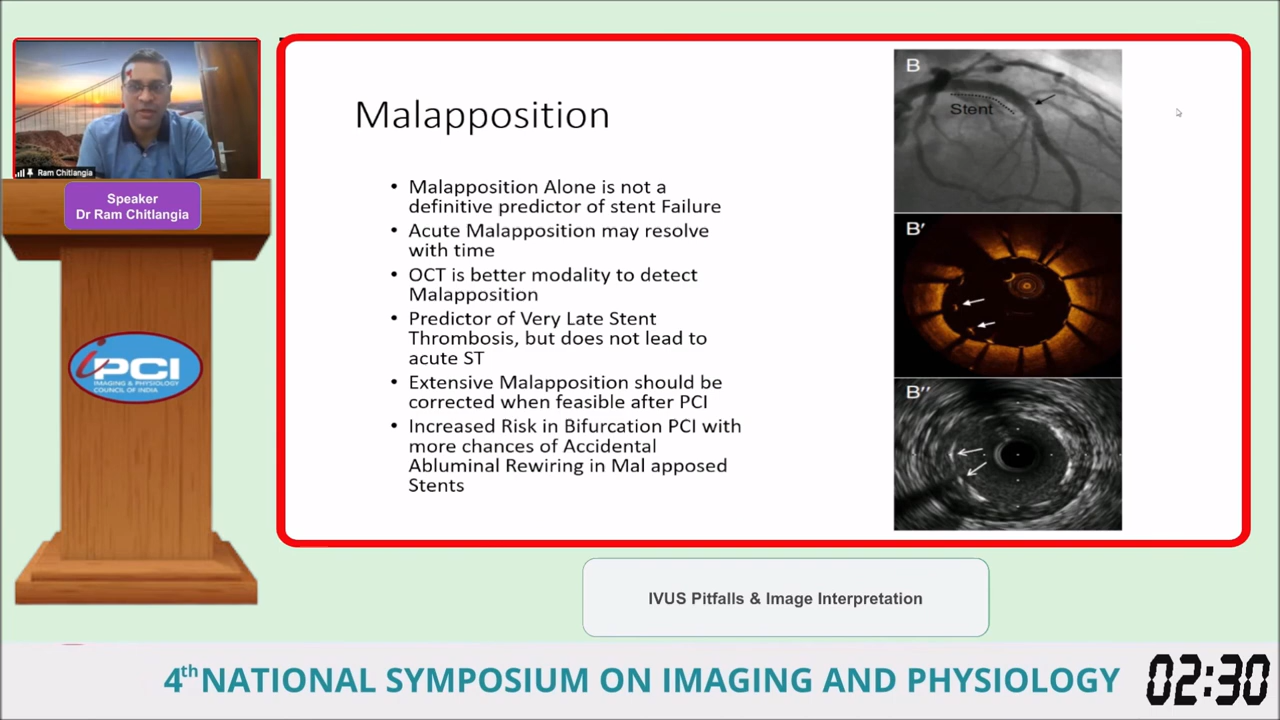 Ram Chitlangia
Speaker
Dr Ram Chitlangia
iPCI
IMAGING & PHYSIOLOGY
COUNCIL OF INDIA
Malapposition
• Malapposition Alone is not a
definitive predictor of stent Failure
• Acute Malapposition may resolve
with time
• OCT is better modality to detect
Malapposition
• Predictor of Very Late Stent
Thrombosis, but does not lead to
acute ST
• Extensive Malapposition should be
corrected when feasible after PCI
• Increased Risk in Bifurcation PCI with
more chances of Accidental
Abluminal Rewiring in Mal apposed
Stents
B
Stent
B'
B''
IVUS Pitfalls & Image Interpretation
4th NATIONAL SYMPOSIUM ON IMAGING AND PHYSIOLOGY
02:30